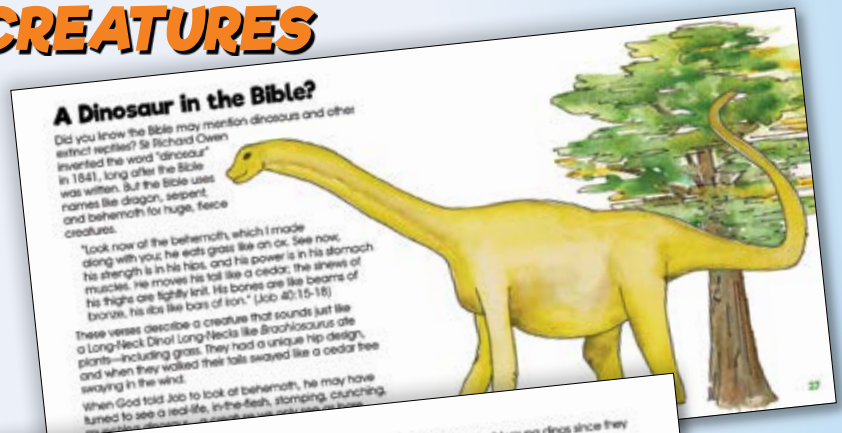 CREATURES
A Dinosaur in the Bible?
Did you know the Bible may mention dinosaurs and other
extinct reptiles? Sir Richard Owen
invented the word "dinosaur"
in 1841, long after the Bible
was written. But the Bible uses
names like dragon, serpent,
and behemoth for huge, fierce
creatures.
"Look now at the behemoth, which I made
along with you; he eats grass like an ox. See now,
his strength is in his hips, and his power is in his stomach
muscles. He moves his tail like a cedar; the sinews of
his thighs are tightly knit. His bones are like beams of
bronze, his ribs like bars of iron." (Job 40:15-18)
These verses describe a creature that sounds just like
a Long-Neck Dino! Long-Necks like Brachiosaurus ate
plants—including grass. They had a unique hip design,
and when they walked their tails swayed like a cedar tree
swaying in the wind.
When God told Job to look at behemoth, he may have
turned to see a real-life, in-the-flesh, stomping, crunching,
27
dinos since they